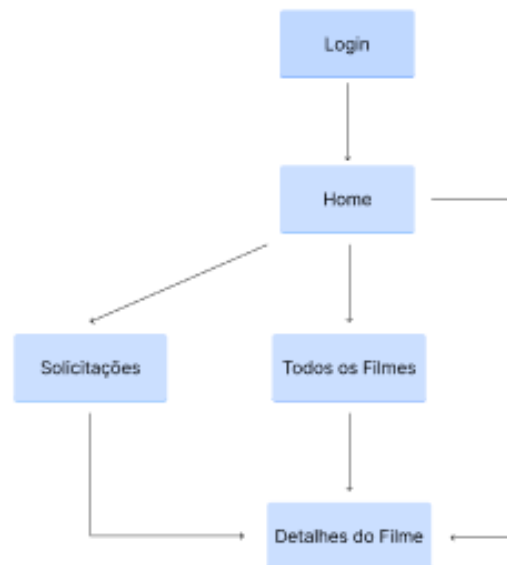 Login
Home
Solicitações
Todos os Filmes
Detalhes do Filme